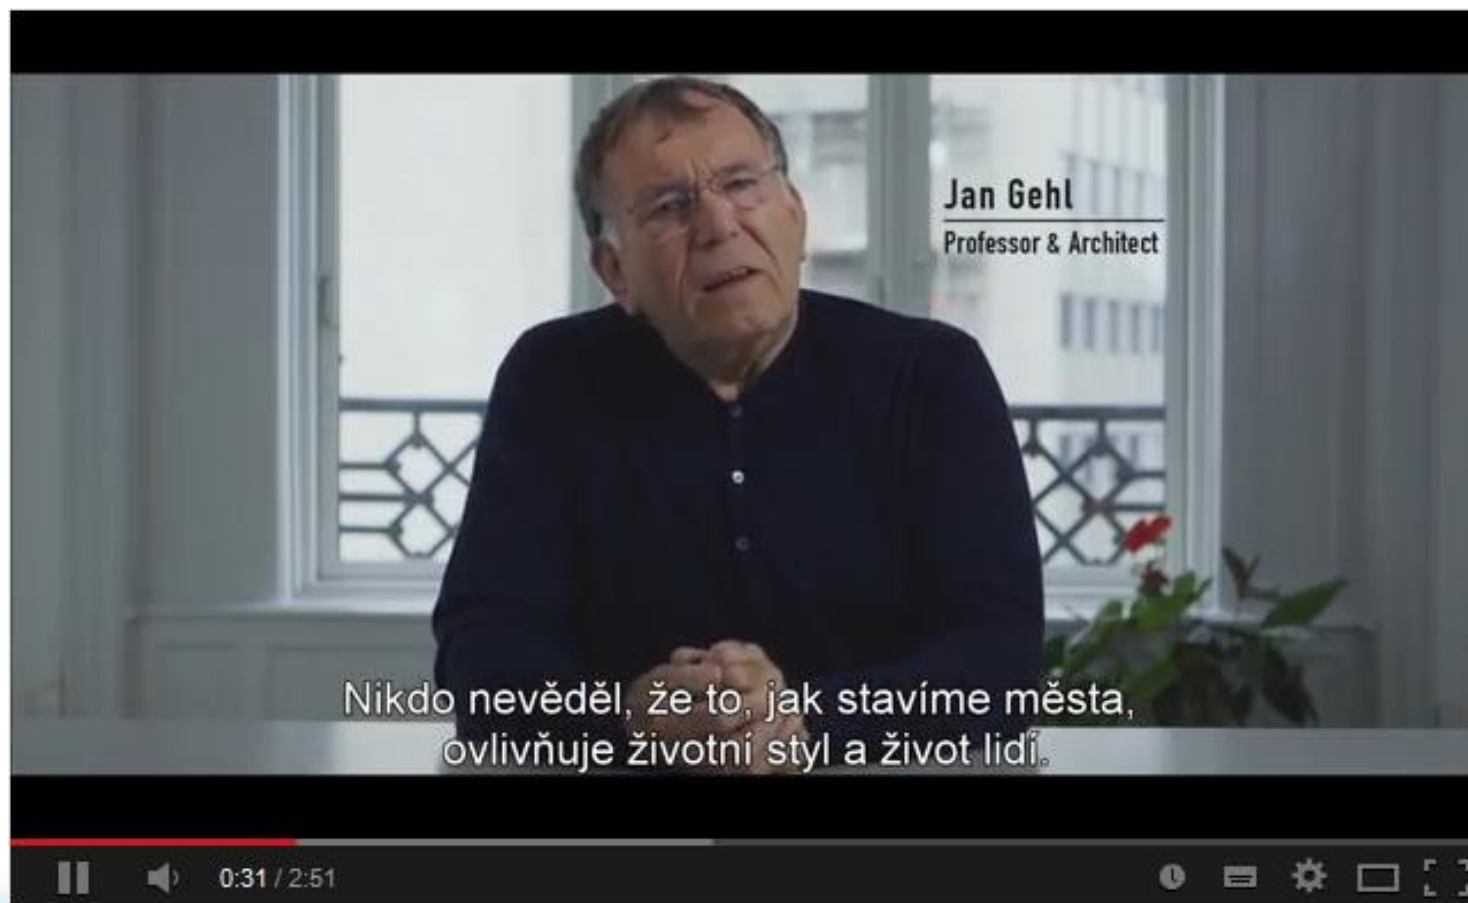 Jan Gehl
Professor & Architect
Nikdo nevěděl, že to, jak stavíme města,
ovlivňuje životní styl a život lidí.
0:31 / 2:51